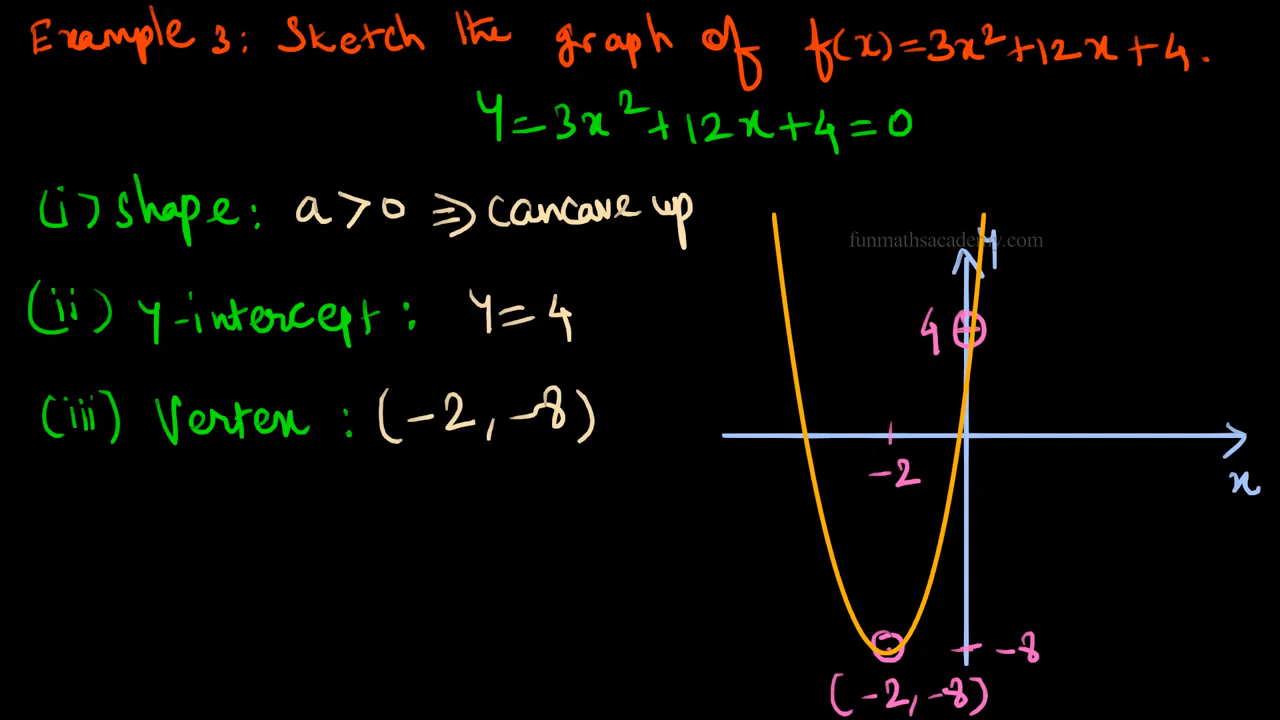 Example 3: Sketch the graph of f(x)=3x²+12x+4.
y=3x²+12x+4=0
(i) Shape: a>0 ⇒ Concave up
funmathsacademy.com
y
(ii) y-intercept: y=4
4
(iii) Vertex: (-2,-8)
-2
x
-8
(-2,-8)